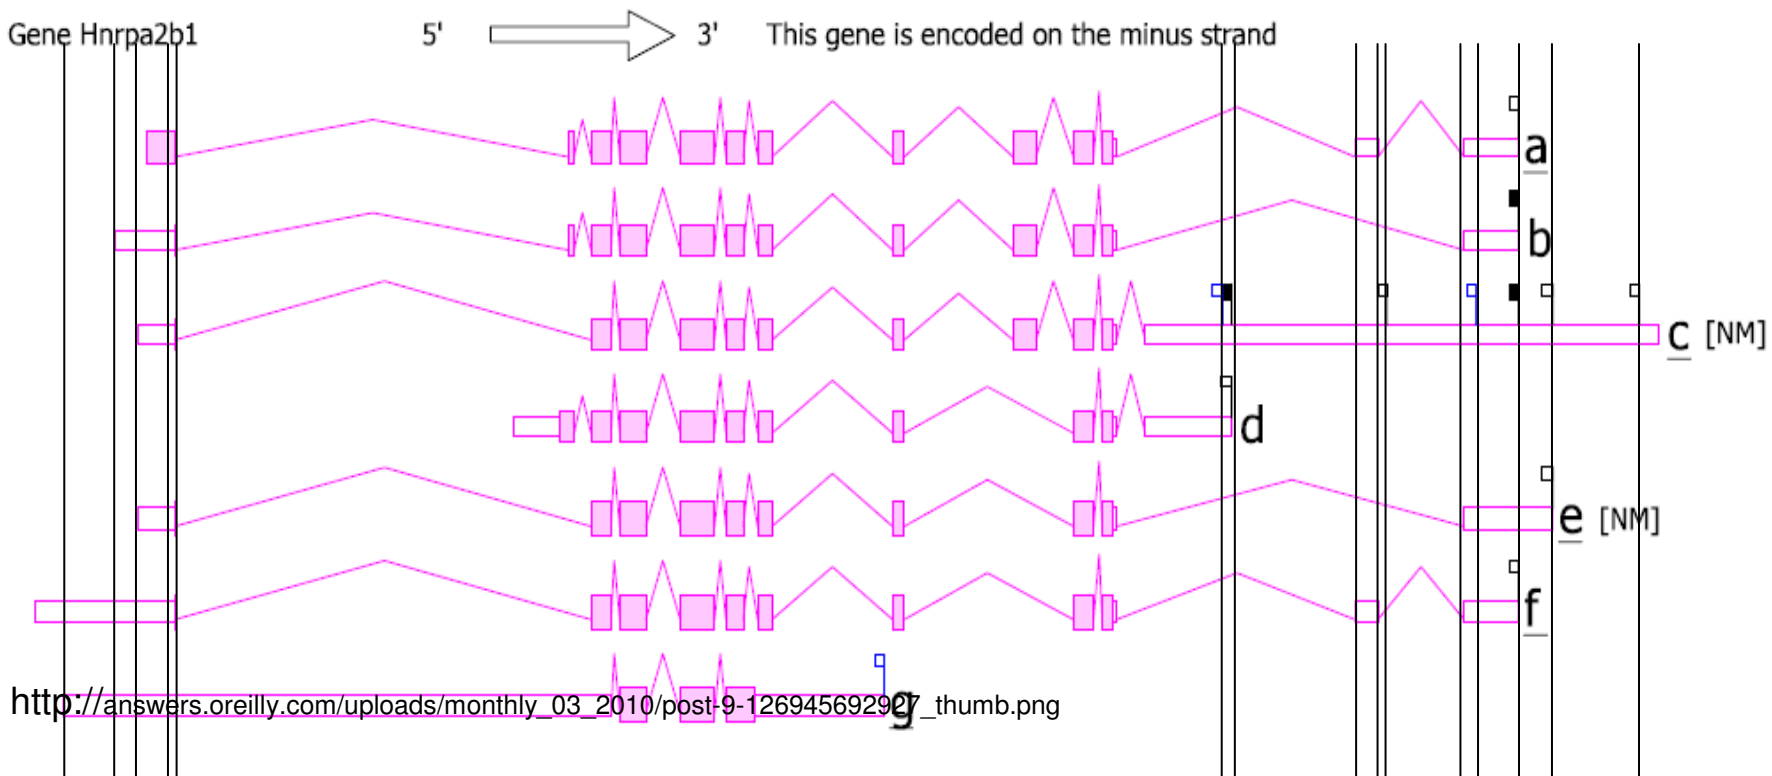 Gene Hnrpa2b1 5' 3' This gene is encoded on the minus strand
a
b
c [NM]
d
e [NM]
f
g
http://answers.oreilly.com/uploads/monthly_03_2010/post-9-126945692927_thumb.png